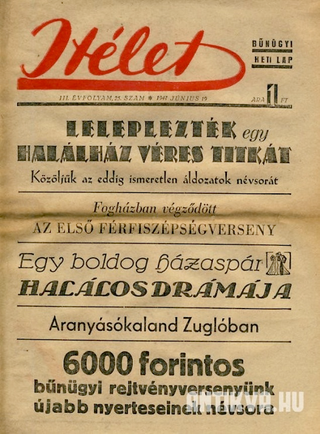 Ítélet
BŰNÜGYI
HETI LAP
III. ÉVFOLYAM, 25. SZÁM * 1947 JÚNIUS 19
ÁRA 1 FT
LELEPLEZTÉK egy
HALÁLHÁZ VÉRES TITKÁT
Közöljük az eddig ismeretlen áldozatok névsorát
Fogházban végződött
AZ ELSŐ FÉRFISZÉPSÉGVERSENY
Egy boldog házaspár
HALÁLOS DRÁMÁJA
Aranyásókaland Zuglóban
6000 forintos
bűnügyi rejtvényversenyünk
újabb nyerteseinek névsora
ANTIKVA.HU